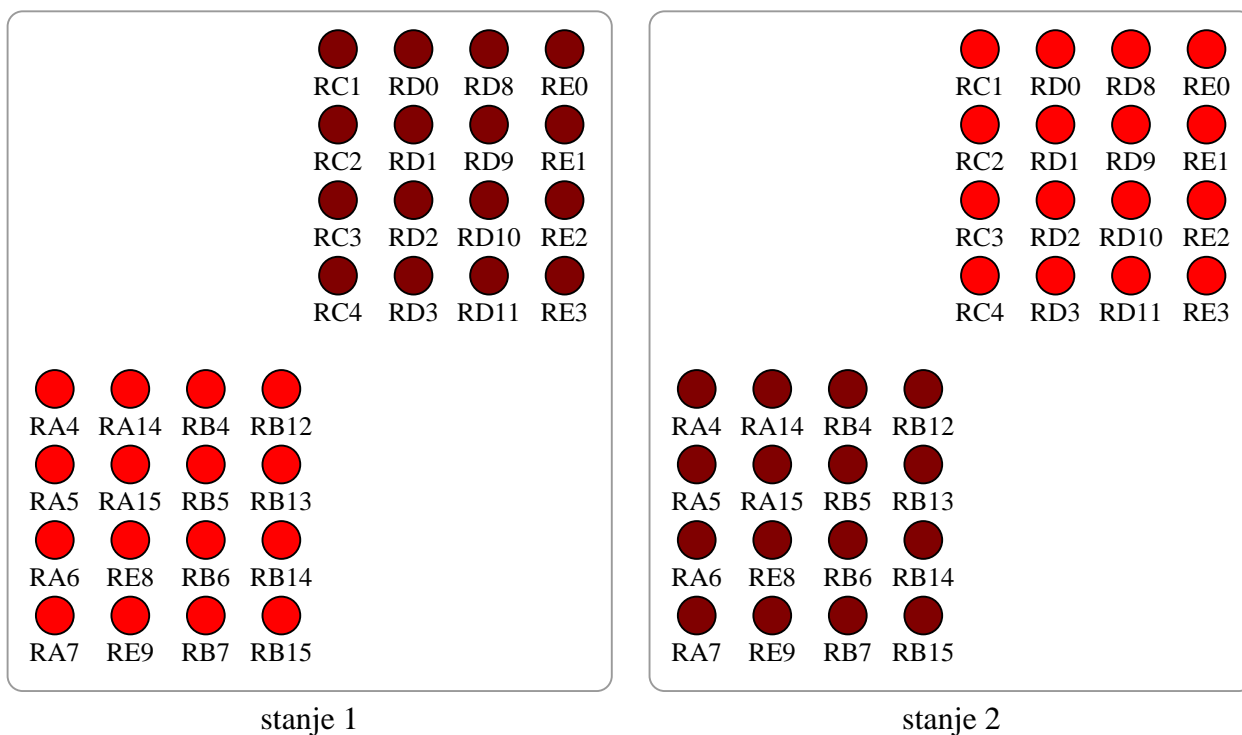 RC1 RD0 RD8 RE0
RC2 RD1 RD9 RE1
RC3 RD2 RD10 RE2
RC4 RD3 RD11 RE3
RA4 RA14 RB4 RB12
RA5 RA15 RB5 RB13
RA6 RE8 RB6 RB14
RA7 RE9 RB7 RB15
stanje 1
RC1 RD0 RD8 RE0
RC2 RD1 RD9 RE1
RC3 RD2 RD10 RE2
RC4 RD3 RD11 RE3
RA4 RA14 RB4 RB12
RA5 RA15 RB5 RB13
RA6 RE8 RB6 RB14
RA7 RE9 RB7 RB15
stanje 2